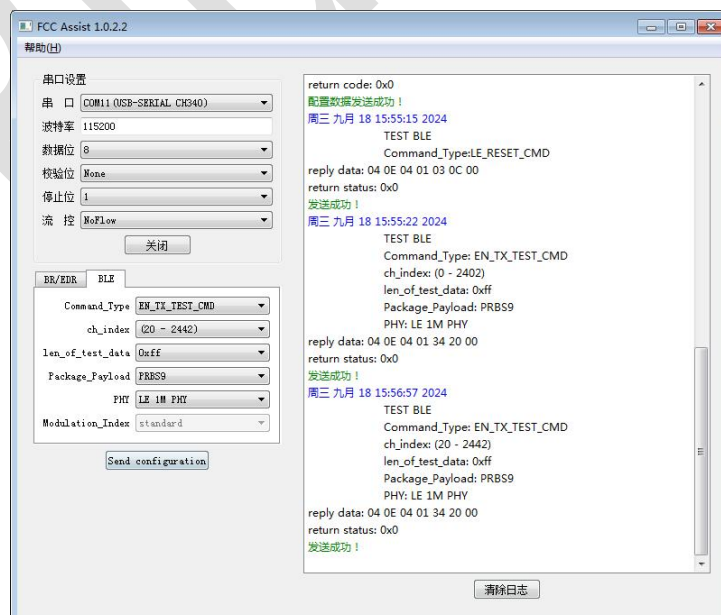 FCC Assist 1.0.2.2
帮助(H)
串口设置
串 口 COM11 (USB-SERIAL CH340)
波特率 115200
数据位 8
校验位 None
停止位 1
流 控 NoFlow
关闭
BR/EDR BLE
Command_Type EN_TX_TEST_CMD
ch_index (20 - 2442)
len_of_test_data 0xff
Package_Payload PRBS9
PHY LE 1M PHY
Modulation_Index standard
Send configuration
return code: 0x0
配置数据发送成功！
周三 九月 18 15:55:15 2024
TEST BLE
Command_Type:LE_RESET_CMD
reply data: 04 0E 04 01 03 0C 00
return status: 0x0
发送成功！
周三 九月 18 15:55:22 2024
TEST BLE
Command_Type: EN_TX_TEST_CMD
ch_index: (0 - 2402)
len_of_test_data: 0xff
Package_Payload: PRBS9
PHY: LE 1M PHY
reply data: 04 0E 04 01 34 20 00
return status: 0x0
发送成功！
周三 九月 18 15:56:57 2024
TEST BLE
Command_Type: EN_TX_TEST_CMD
ch_index: (20 - 2442)
len_of_test_data: 0xff
Package_Payload: PRBS9
PHY: LE 1M PHY
reply data: 04 0E 04 01 34 20 00
return status: 0x0
发送成功！
清除日志